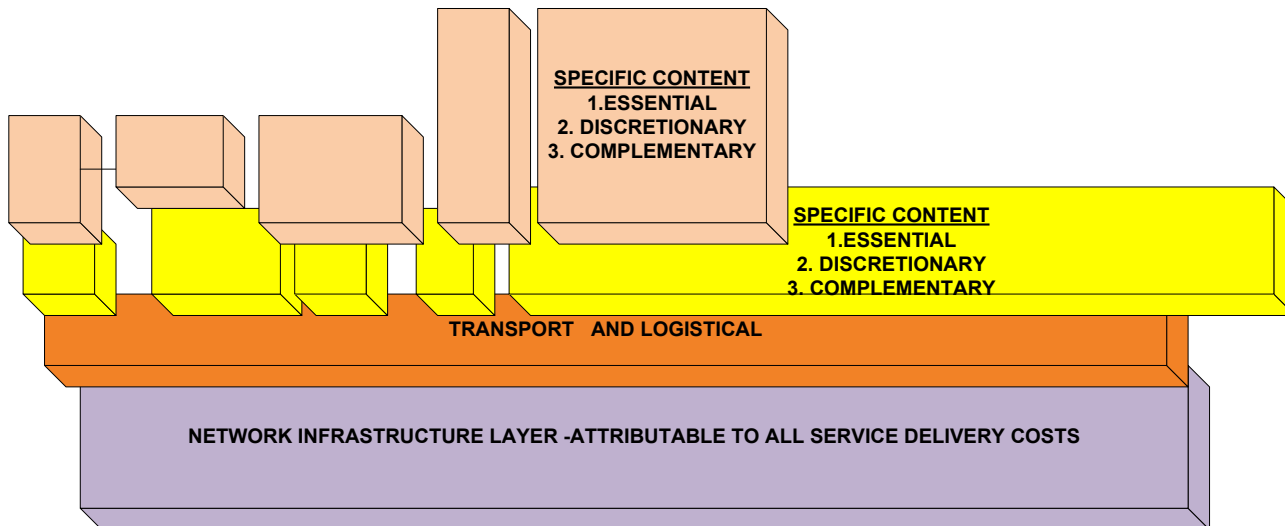 SPECIFIC CONTENT
1.ESSENTIAL
2. DISCRETIONARY
3. COMPLEMENTARY
SPECIFIC CONTENT
1.ESSENTIAL
2. DISCRETIONARY
3. COMPLEMENTARY
TRANSPORT AND LOGISTICAL
NETWORK INFRASTRUCTURE LAYER -ATTRIBUTABLE TO ALL SERVICE DELIVERY COSTS